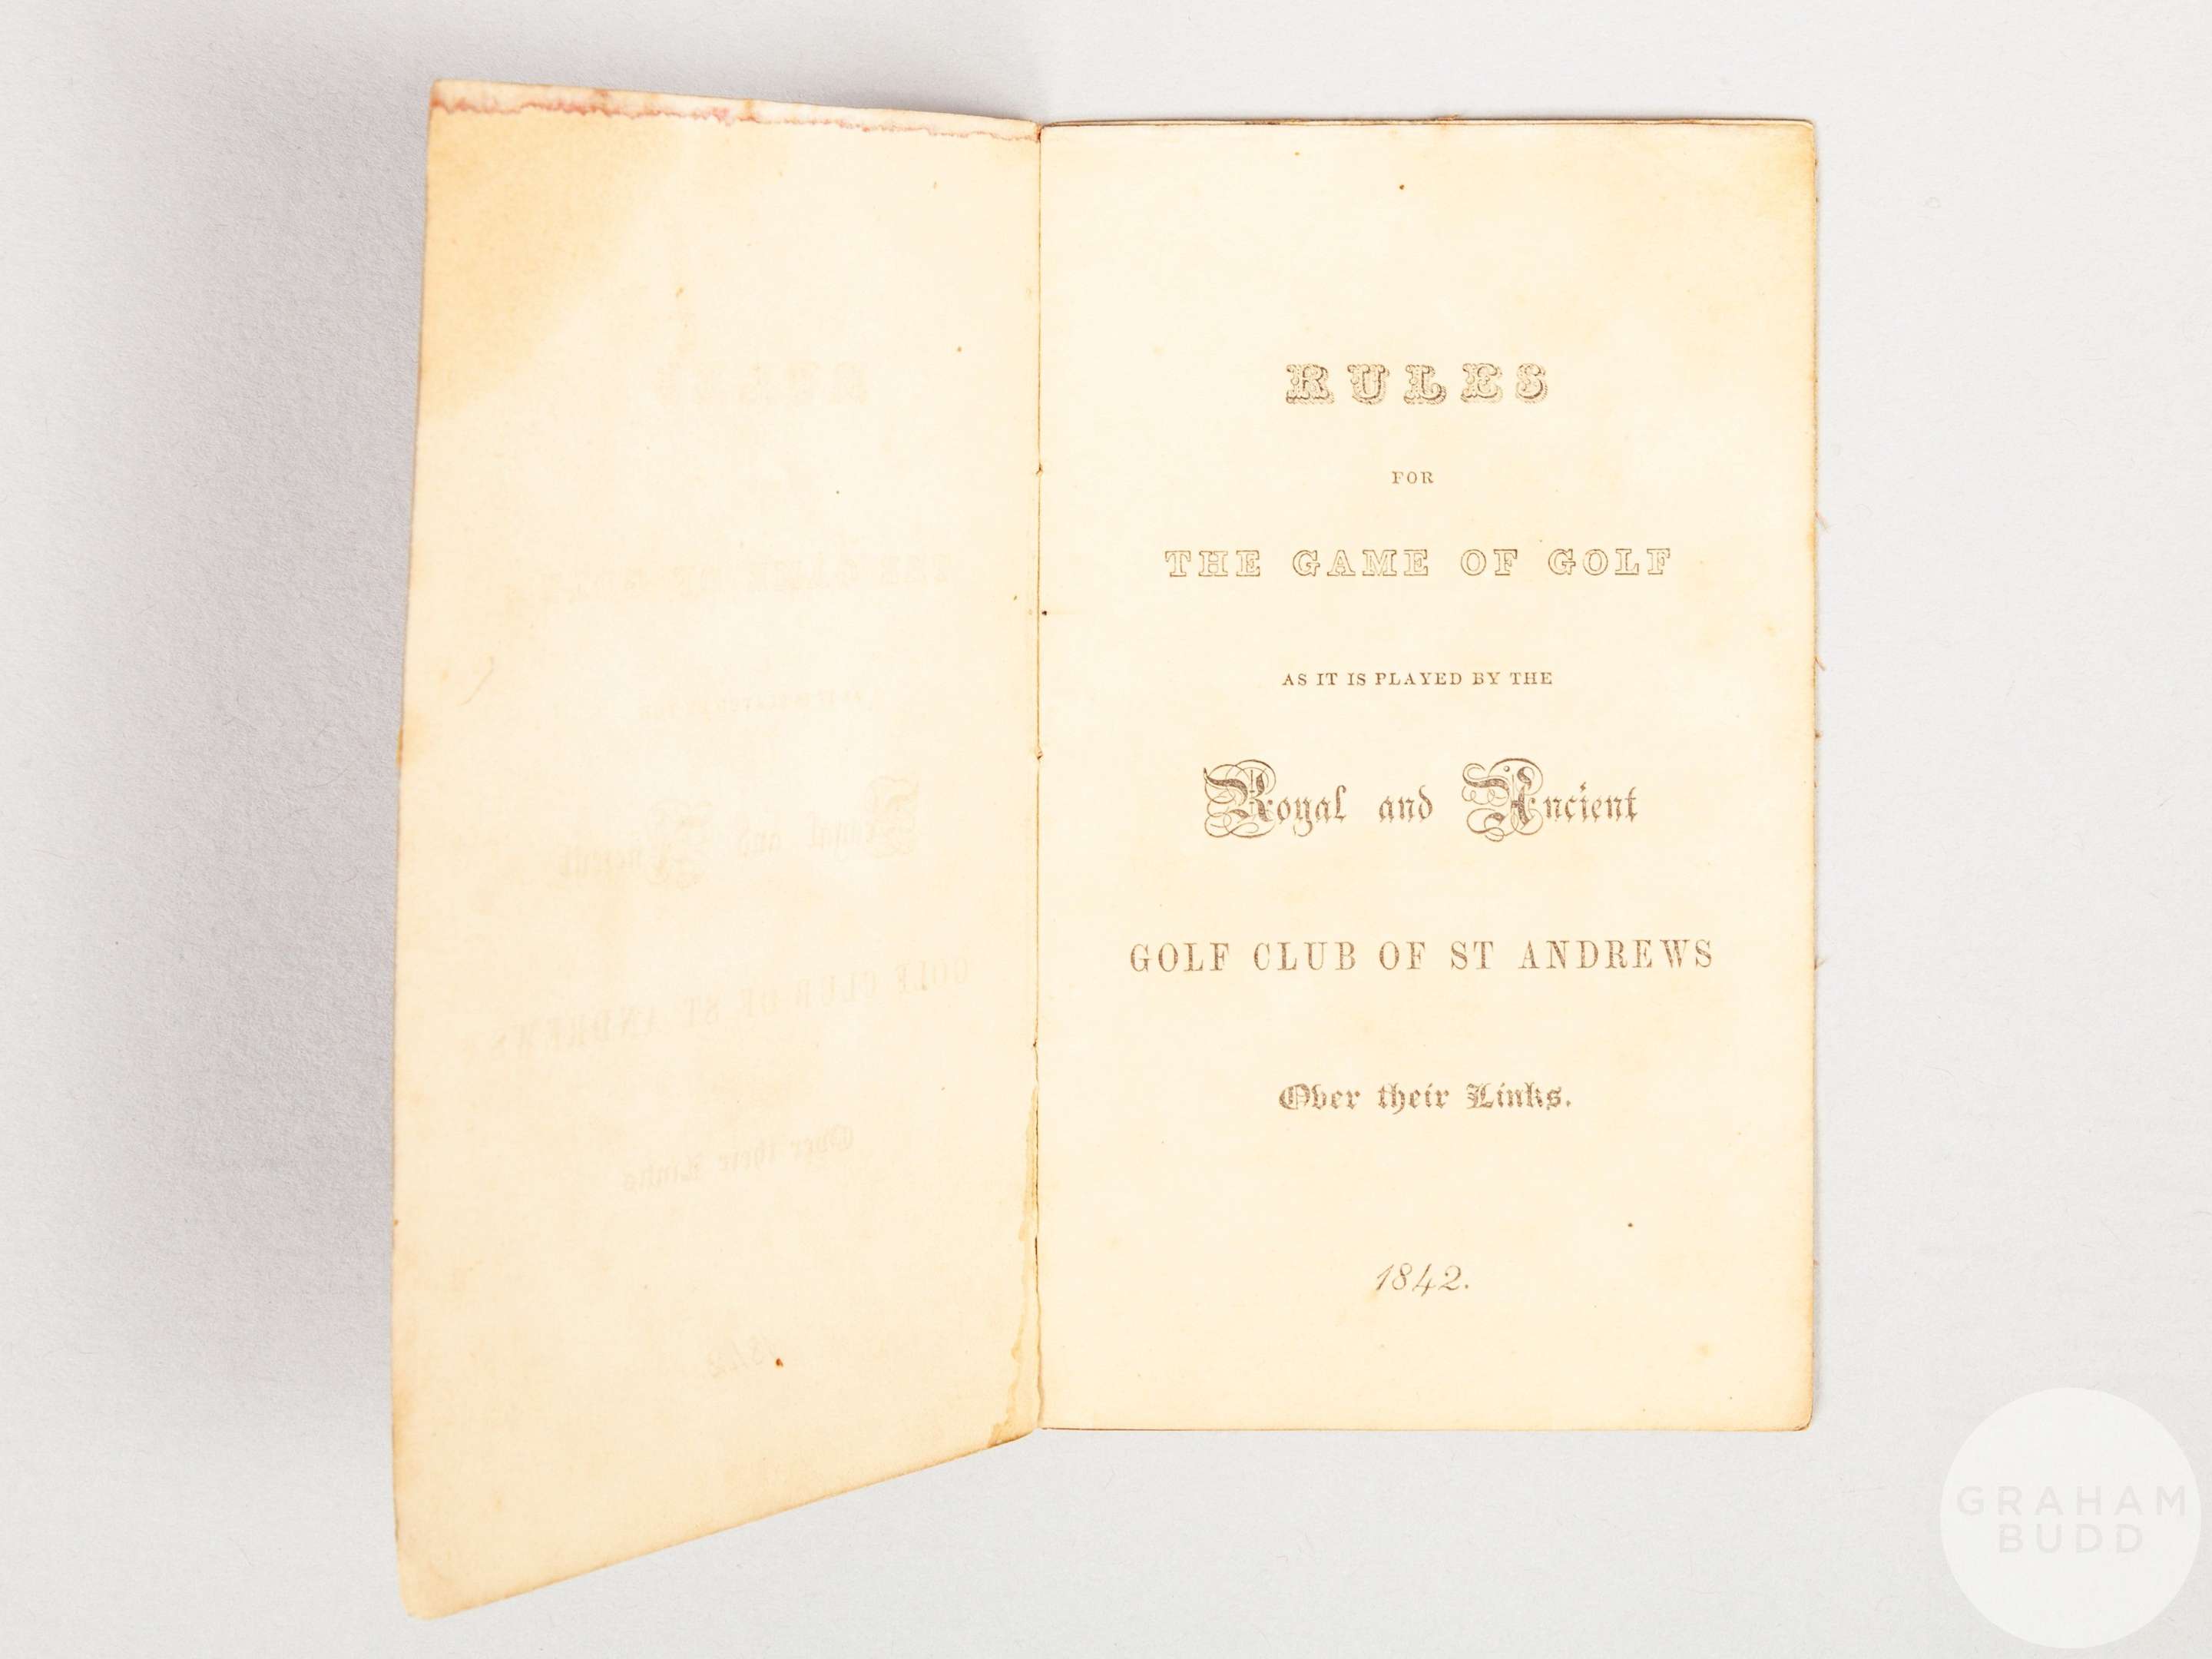 RULES
FOR
THE GAME OF GOLF
AS IT IS PLAYED BY THE
Royal and Ancient
GOLF CLUB OF ST ANDREWS
Over their Links.
1842.
GRAHAM
BUDD